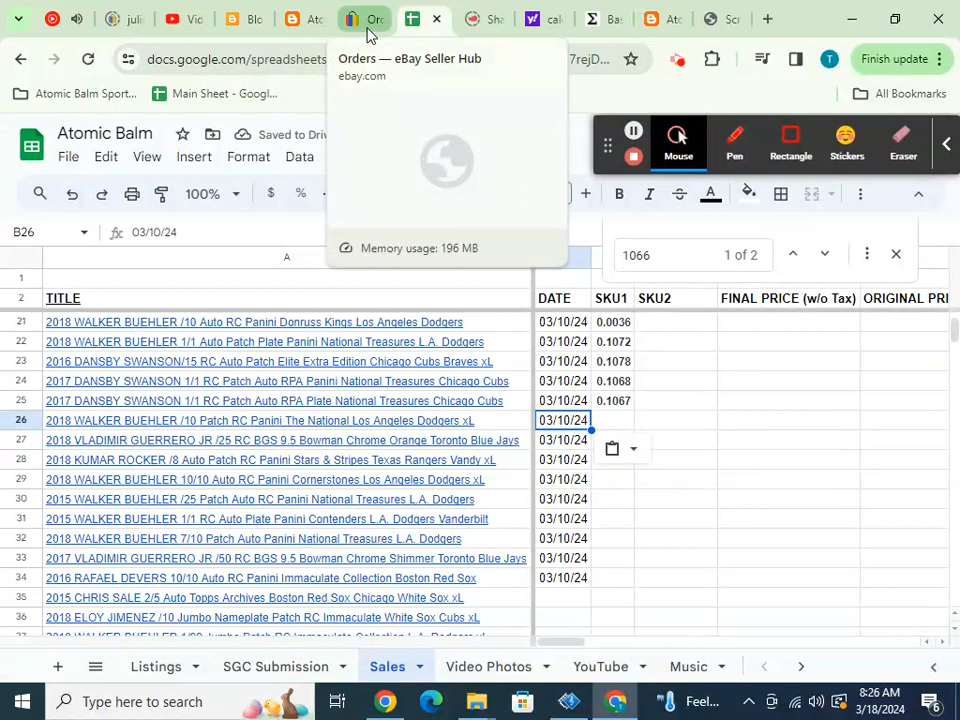 juli
Vid
Blo
Ato
Orc
Sha
cal
Bas
Ato
Scr
docs.google.com/spreadsheets
7rejD...
T
Finish update
Atomic Balm Sport...
Main Sheet - Googl...
All Bookmarks
Orders — eBay Seller Hub
ebay.com
Memory usage: 196 MB
Atomic Balm
Saved to Driv
File Edit View Insert Format Data
Mouse
Pen
Rectangle
Stickers
Eraser
100%
$ %
B I A
B26
fx 03/10/24
1066
1 of 2
A
1
2 TITLE DATE SKU1 SKU2 FINAL PRICE (w/o Tax) ORIGINAL PRI
21 2018 WALKER BUEHLER /10 Auto RC Panini Donruss Kings Los Angeles Dodgers 03/10/24 0.0036
22 2018 WALKER BUEHLER 1/1 Auto Patch Plate Panini National Treasures L.A. Dodgers 03/10/24 0.1072
23 2016 DANSBY SWANSON/15 RC Auto Patch Elite Extra Edition Chicago Cubs Braves xL 03/10/24 0.1078
24 2017 DANSBY SWANSON 1/1 RC Patch Auto RPA Panini National Treasures Chicago Cubs 03/10/24 0.1068
25 2017 DANSBY SWANSON 1/1 RC Patch Auto RPA Plate National Treasures Chicago Cubs 03/10/24 0.1067
26 2018 WALKER BUEHLER /10 Patch RC Panini The National Los Angeles Dodgers xL 03/10/24
27 2018 VLADIMIR GUERRERO JR /25 RC BGS 9.5 Bowman Chrome Orange Toronto Blue Jays 03/10/24
28 2018 KUMAR ROCKER /8 Auto Patch Panini Stars & Stripes Texas Rangers Vandy xL 03/10/24
29 2018 WALKER BUEHLER 10/10 Auto RC Panini Cornerstones Los Angeles Dodgers xL 03/10/24
30 2015 WALKER BUEHLER /25 Patch Auto RC Panini National Treasures L.A. Dodgers 03/10/24
31 2015 WALKER BUEHLER 1/1 RC Auto Plate Panini Contenders L.A. Dodgers Vanderbilt 03/10/24
32 2018 WALKER BUEHLER 7/10 Patch Auto RC Panini National Treasures L.A. Dodgers 03/10/24
33 2017 VLADIMIR GUERRERO JR /50 RC BGS 9.5 Bowman Chrome Shimmer Toronto Blue Jays 03/10/24
34 2016 RAFAEL DEVERS 10/10 Auto RC Panini Immaculate Collection Boston Red Sox 03/10/24
35 2015 CHRIS SALE 2/5 Auto Topps Archives Boston Red Sox Chicago White Sox xL
36 2018 ELOY JIMENEZ /10 Jumbo Nameplate Patch RC Immaculate White Sox Cubs xL
Listings
SGC Submission
Sales
Video Photos
YouTube
Music
Type here to search
Feel...
8:26 AM
3/18/2024
6